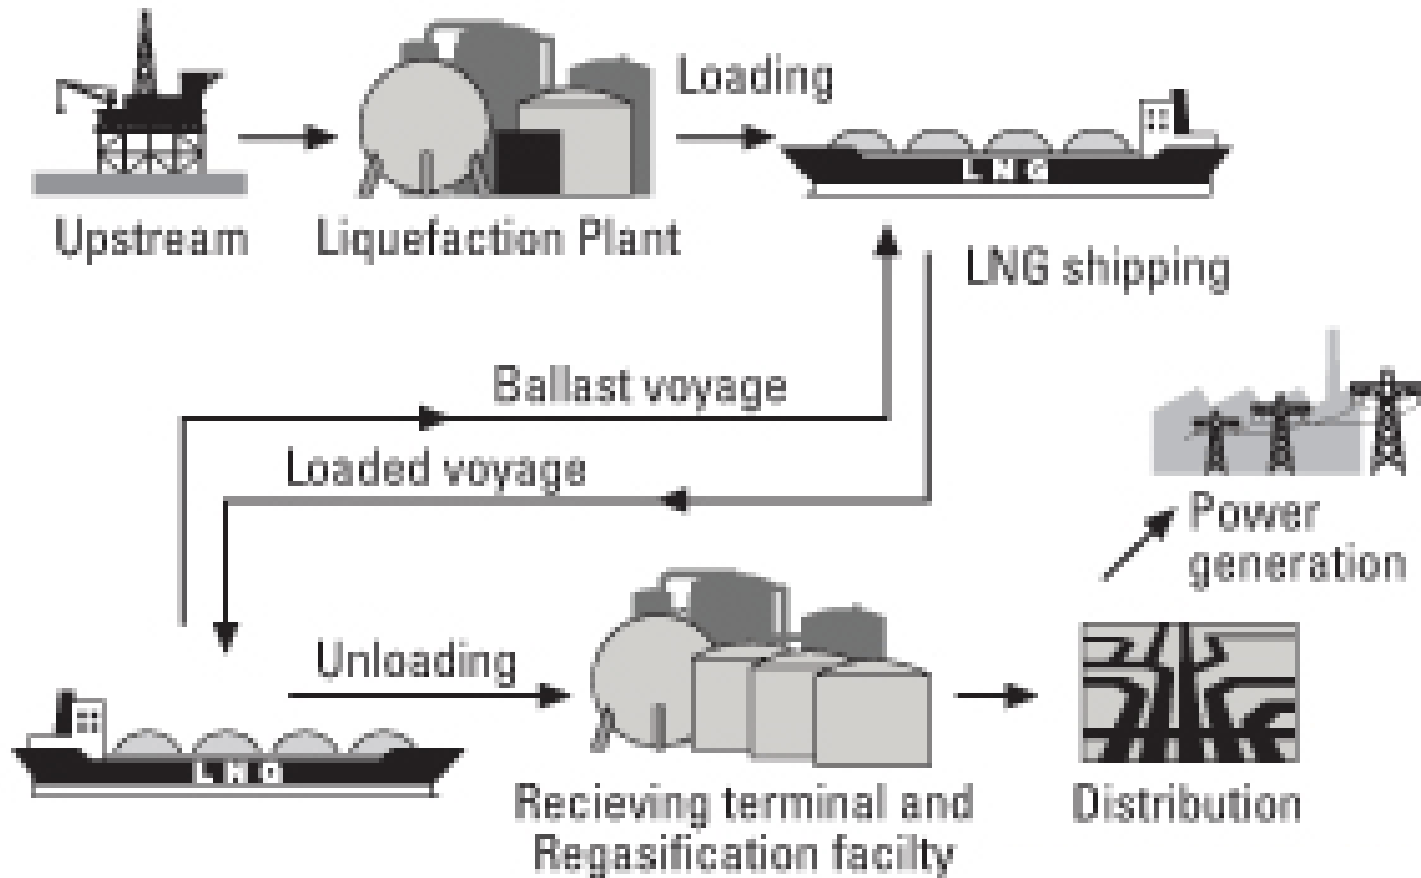 Loading
LNG
Upstream
Liquefaction Plant
LNG shipping
Ballast voyage
Loaded voyage
Power
generation
Unloading
LNG
Recieving terminal and
Regasification facilty
Distribution